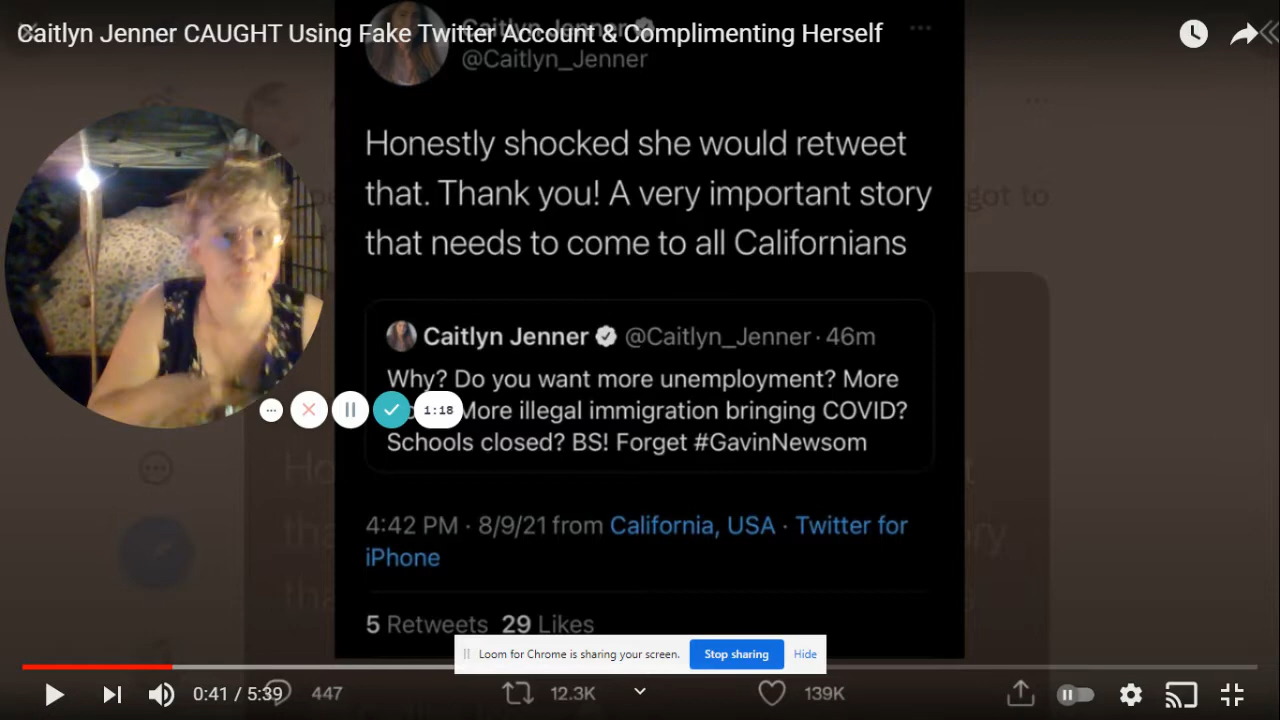 Caitlyn Jenner CAUGHT Using Fake Twitter Account & Complimenting Herself
Caitlyn Jenner
@Caitlyn_Jenner
Honestly shocked she would retweet
that. Thank you! A very important story
that needs to come to all Californians
got to
Caitlyn Jenner @Caitlyn_Jenner · 46m
Why? Do you want more unemployment? More
More illegal immigration bringing COVID?
Schools closed? BS! Forget #GavinNewsom
1:18
4:42 PM · 8/9/21 from California, USA · Twitter for
iPhone
5 Retweets 29 Likes
Loom for Chrome is sharing your screen. Stop sharing Hide
0:41 / 5:39 447 12.3K 139K